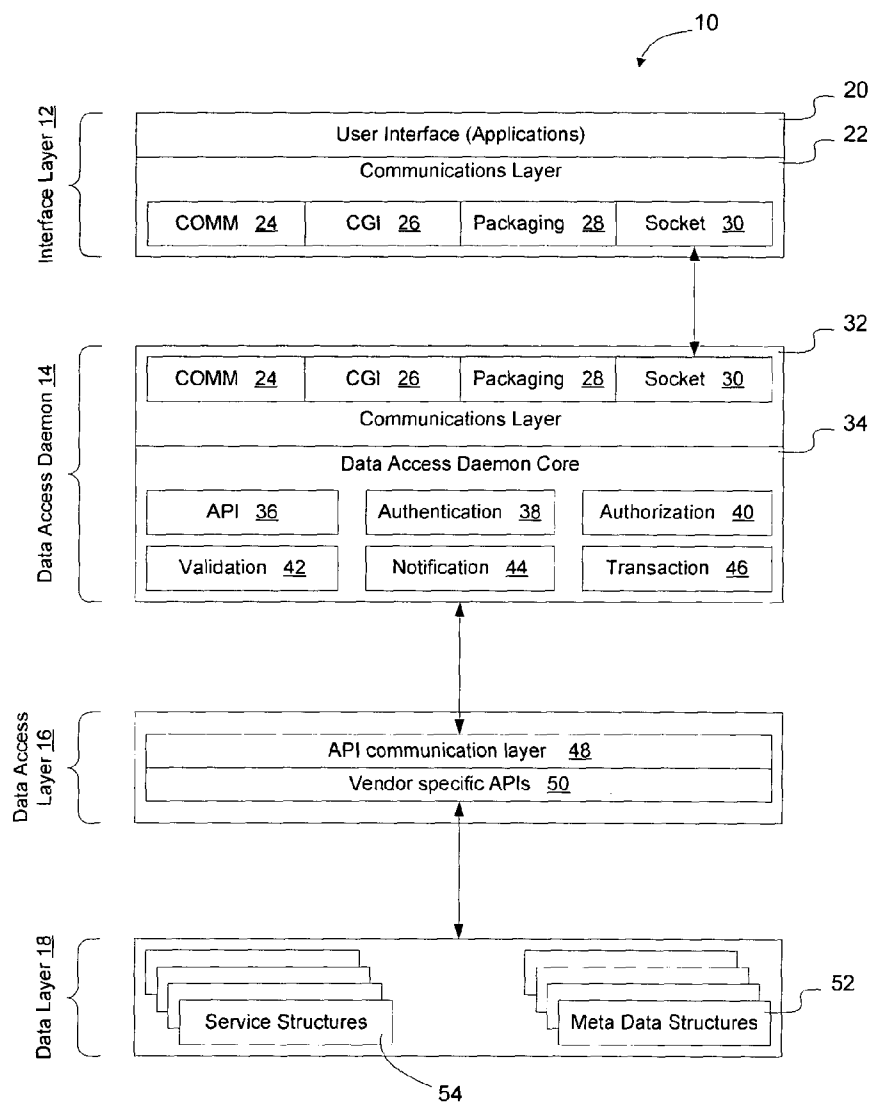 10
Interface Layer 12
20
User Interface (Applications)
22
Communications Layer
COMM 24 CGI 26 Packaging 28 Socket 30
Data Access Daemon 14
32
COMM 24 CGI 26 Packaging 28 Socket 30
Communications Layer
34
Data Access Daemon Core
API 36 Authentication 38 Authorization 40
Validation 42 Notification 44 Transaction 46
Data Access
Layer 16
API communication layer 48
Vendor specific APIs 50
Data Layer 18
Service Structures
Meta Data Structures
52
54